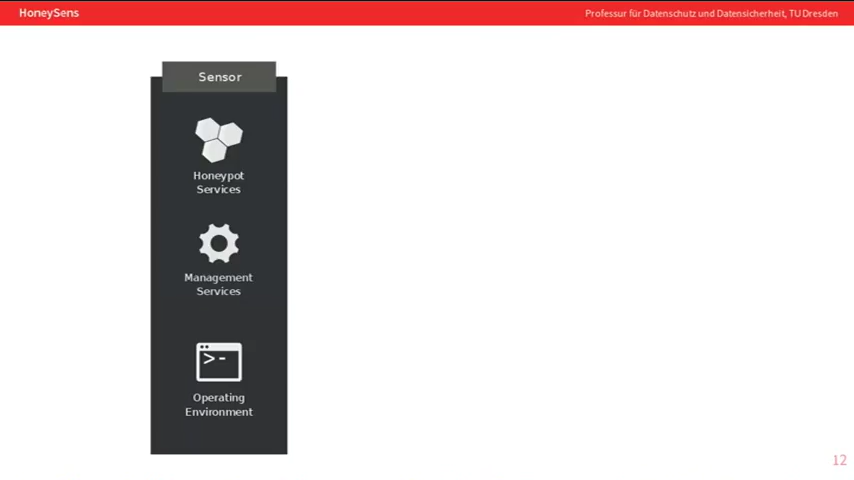 HoneySens
Professur für Datenschutz und Datensicherheit, TU Dresden
Sensor
Honeypot
Services
Management
Services
>-
Operating
Environment
12